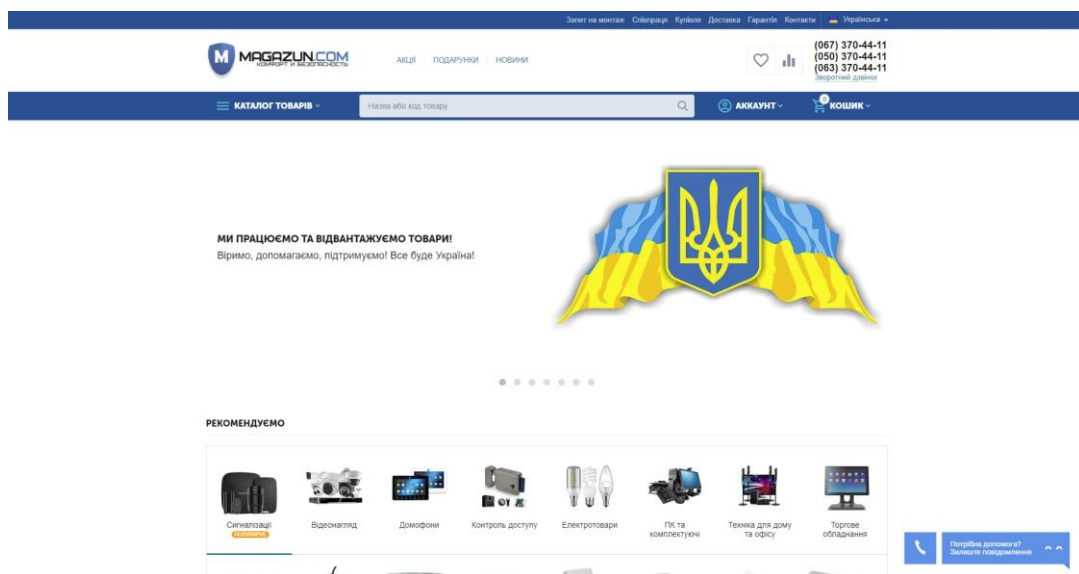 Запит на монтаж Співпраця Купівля Доставка Гарантія Контакти Українська
MAGAZUN.COM
КОМФОРТ И БЕЗОПАСНОСТЬ
АКЦІЇ ПОДАРУНКИ НОВИНИ
(067) 370-44-11
(050) 370-44-11
(063) 370-44-11
Зворотний дзвінок
КАТАЛОГ ТОВАРІВ
Назва або код товару
АККАУНТ
0
КОШИК
МИ ПРАЦЮЄМО ТА ВІДВАНТАЖУЄМО ТОВАРИ!
Віримо, допомагаємо, підтримуємо! Все буде Україна!
РЕКОМЕНДУЄМО
Сигналізації
ПОПУЛЯРНЕ
Відеонагляд
Домофони
Контроль доступу
Електротовари
ПК та
комплектуючі
Техніка для дому
та офісу
Торгове
обладнання
Потрібна допомога?
Залиште повідомлення